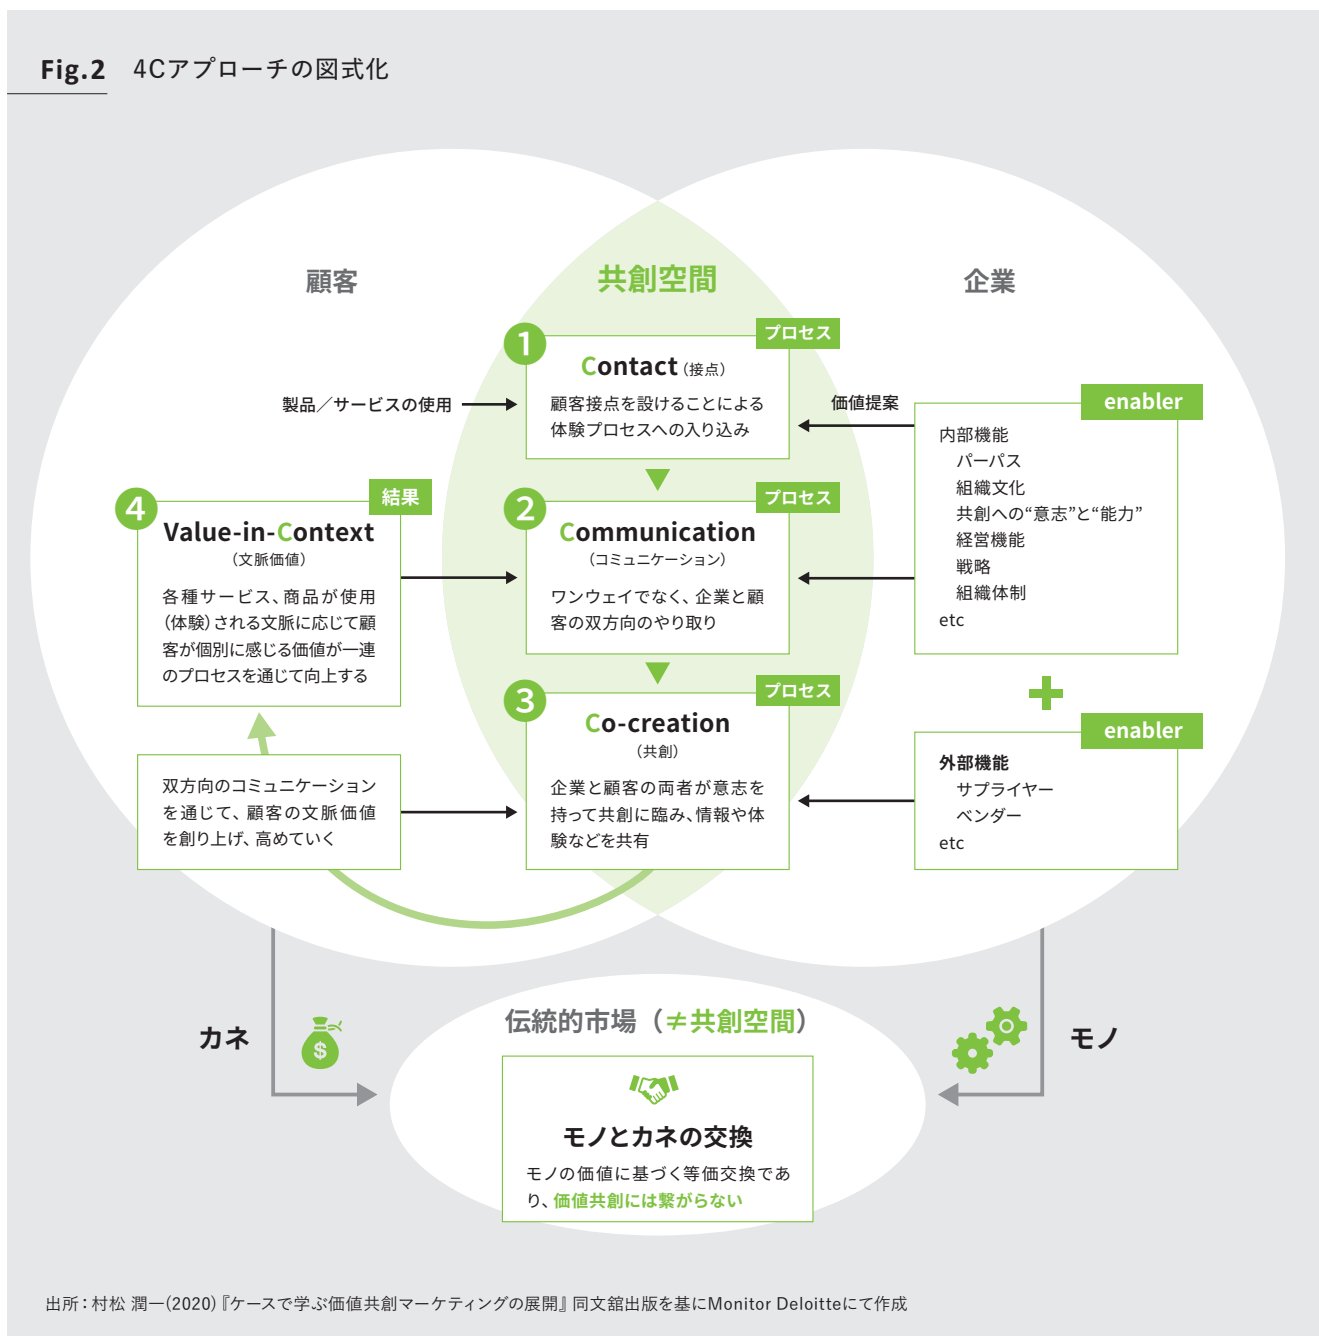 Fig.2 4Cアプローチの図式化
顧客
共創空間
企業
1
プロセス
Contact（接点）
顧客接点を設けることによる
体験プロセスへの入り込み
製品／サービスの使用
価値提案
enabler
内部機能
パーパス
組織文化
共創への“意志”と“能力”
経営機能
戦略
組織体制
etc
2
プロセス
Communication
（コミュニケーション）
ワンウェイでなく、企業と顧
客の双方向のやり取り
4
結果
Value-in-Context
（文脈価値）
各種サービス、商品が使用
（体験）される文脈に応じて顧
客が個別に感じる価値が一連
のプロセスを通じて向上する
3
プロセス
Co-creation
（共創）
企業と顧客の両者が意志を
持って共創に臨み、情報や体
験などを共有
双方向のコミュニケーション
を通じて、顧客の文脈価値
を創り上げ、高めていく
enabler
外部機能
サプライヤー
ベンダー
etc
カネ
$
モノ
伝統的市場（≠共創空間）
モノとカネの交換
モノの価値に基づく等価交換であ
り、価値共創には繋がらない
出所：村松 潤一(2020)『ケースで学ぶ価値共創マーケティングの展開』同文舘出版を基にMonitor Deloitteにて作成